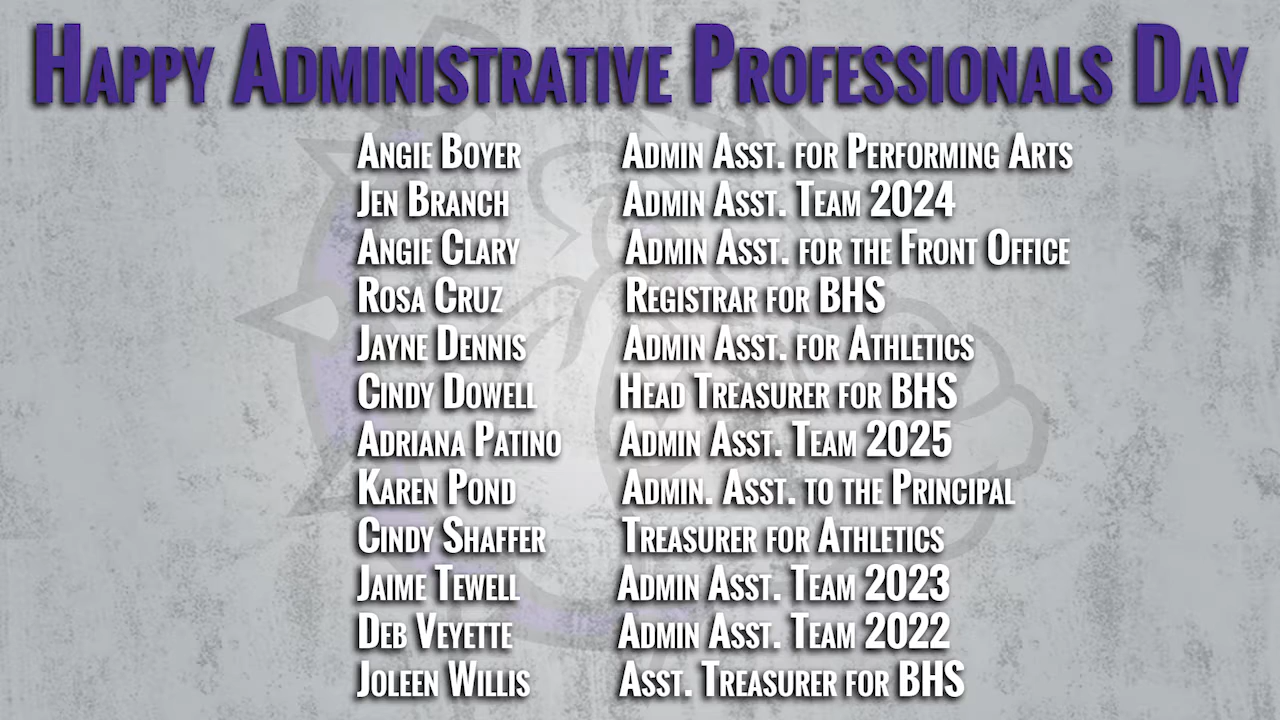 Happy Administrative Professionals Day
Angie Boyer Admin Asst. for Performing Arts
Jen Branch Admin Asst. Team 2024
Angie Clary Admin Asst. for the Front Office
Rosa Cruz Registrar for BHS
Jayne Dennis Admin Asst. for Athletics
Cindy Dowell Head Treasurer for BHS
Adriana Patino Admin Asst. Team 2025
Karen Pond Admin. Asst. to the Principal
Cindy Shaffer Treasurer for Athletics
Jaime Tewell Admin Asst. Team 2023
Deb Veyette Admin Asst. Team 2022
Joleen Willis Asst. Treasurer for BHS